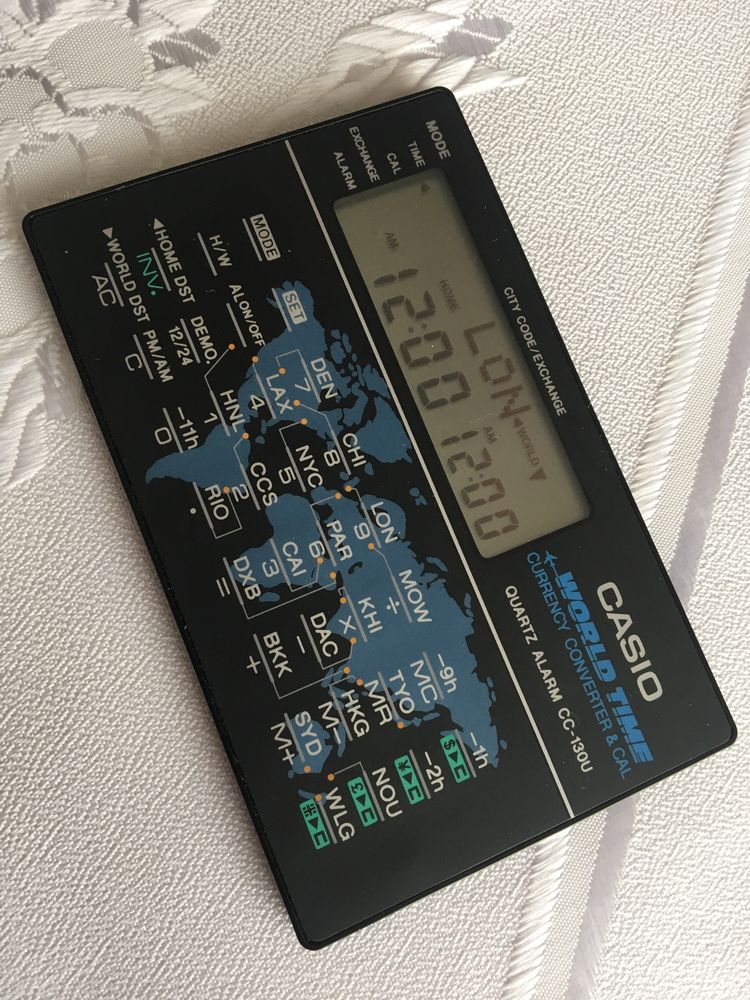 CASIO
WORLD TIME
CURRENCY CONVERTER & CAL
QUARTZ ALARM CC-130U
CITY CODE/EXCHANGE
MODE
TIME
CAL
EXCHANGE
ALARM
HOME LON ◀WORLD ▼
AM 12:00 AM 12:00
SET DEN CHI LON MOW -9h -1h
7 8 9 ÷ MC
MODE AL ON/OFF LAX NYC PAR KHI TYO -2h
4 5 6 × MR
H/W DEMO. HNL CCS CAI DAC HKG NOU
12/24 1 2 3 − M-
◀HOME DST INV.
▶WORLD DST PM/AM -11h RIO DXB BKK SYD WLG
AC C 0 . = + M+